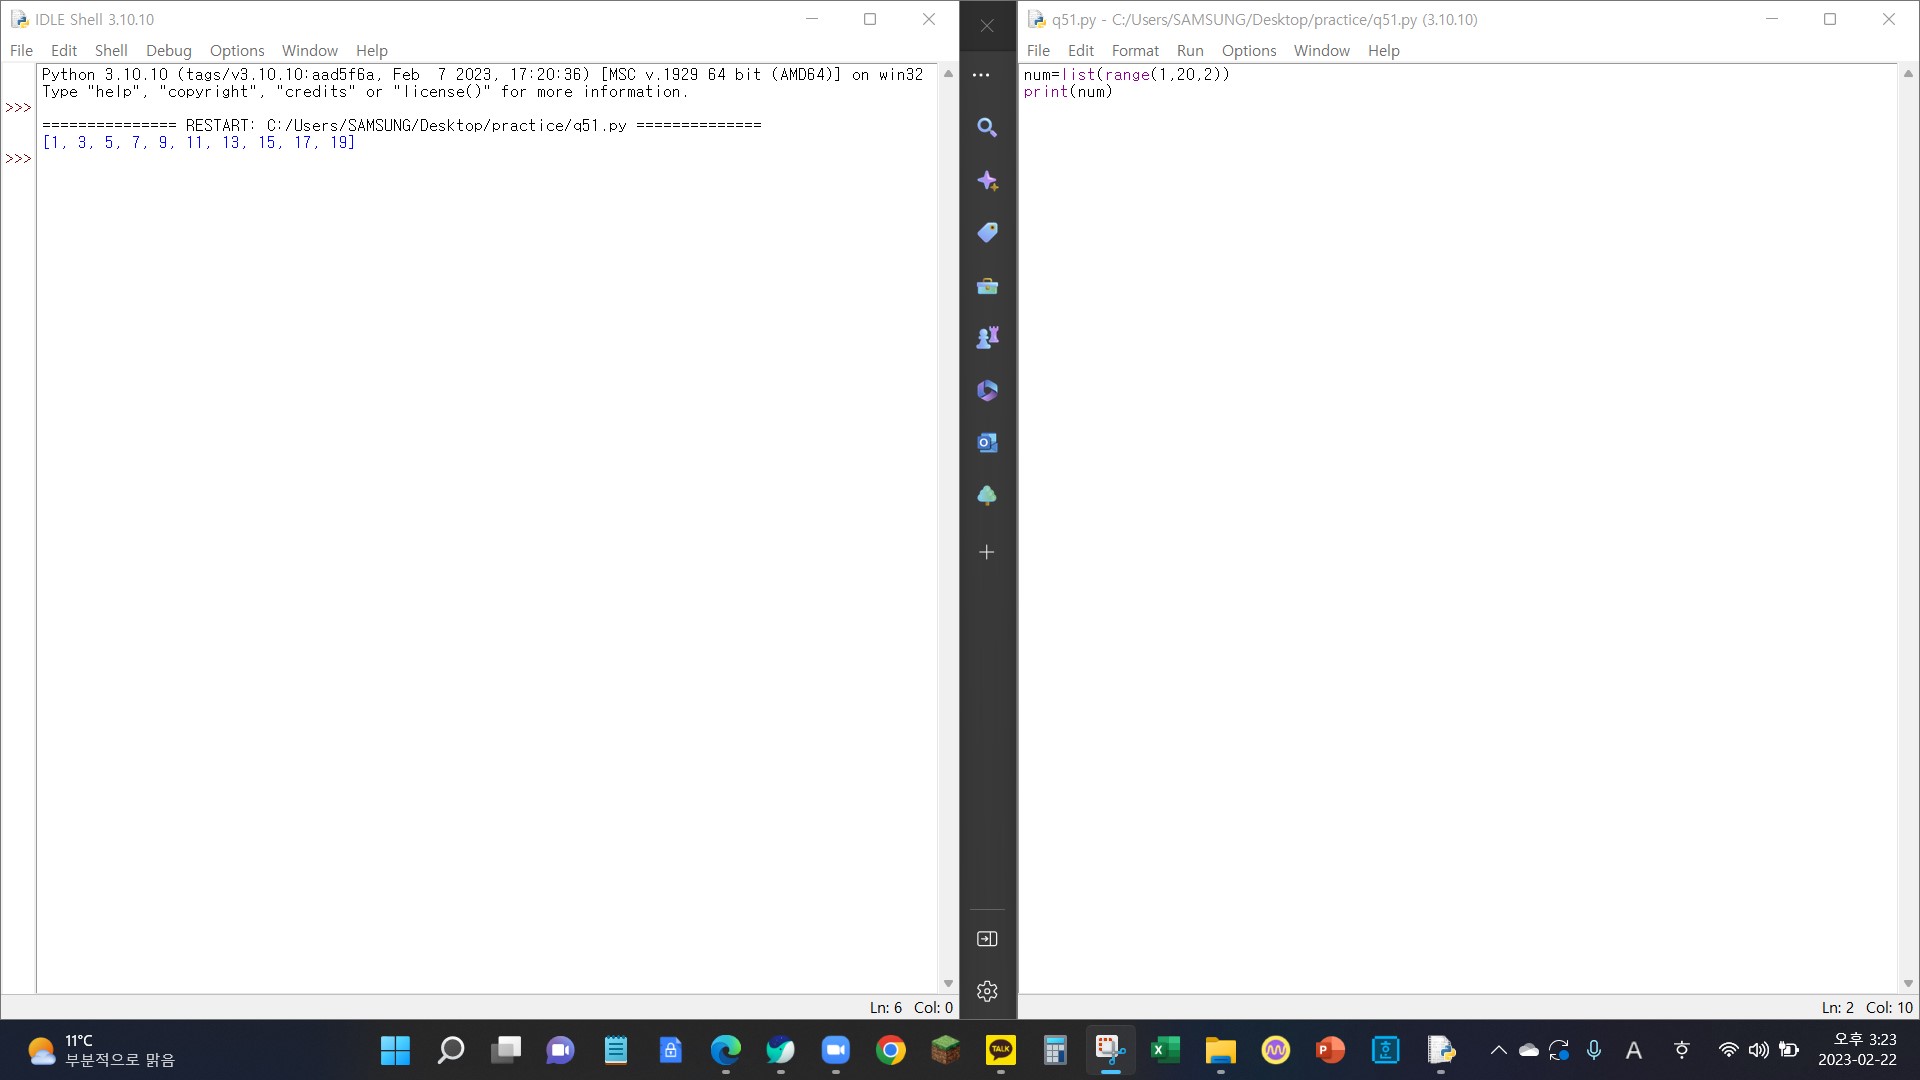 IDLE Shell 3.10.10
File Edit Shell Debug Options Window Help
Python 3.10.10 (tags/v3.10.10:aad5f6a, Feb  7 2023, 17:20:36) [MSC v.1929 64 bit (AMD64)] on win32
Type "help", "copyright", "credits" or "license()" for more information.
>>>
=============== RESTART: C:/Users/SAMSUNG/Desktop/practice/q51.py ==============
[1, 3, 5, 7, 9, 11, 13, 15, 17, 19]
>>>
Ln: 6 Col: 0
q51.py - C:/Users/SAMSUNG/Desktop/practice/q51.py (3.10.10)
File Edit Format Run Options Window Help
num=list(range(1,20,2))
print(num)
Ln: 2 Col: 10
11°C
부분적으로 맑음
TALK
A
오후 3:23
2023-02-22